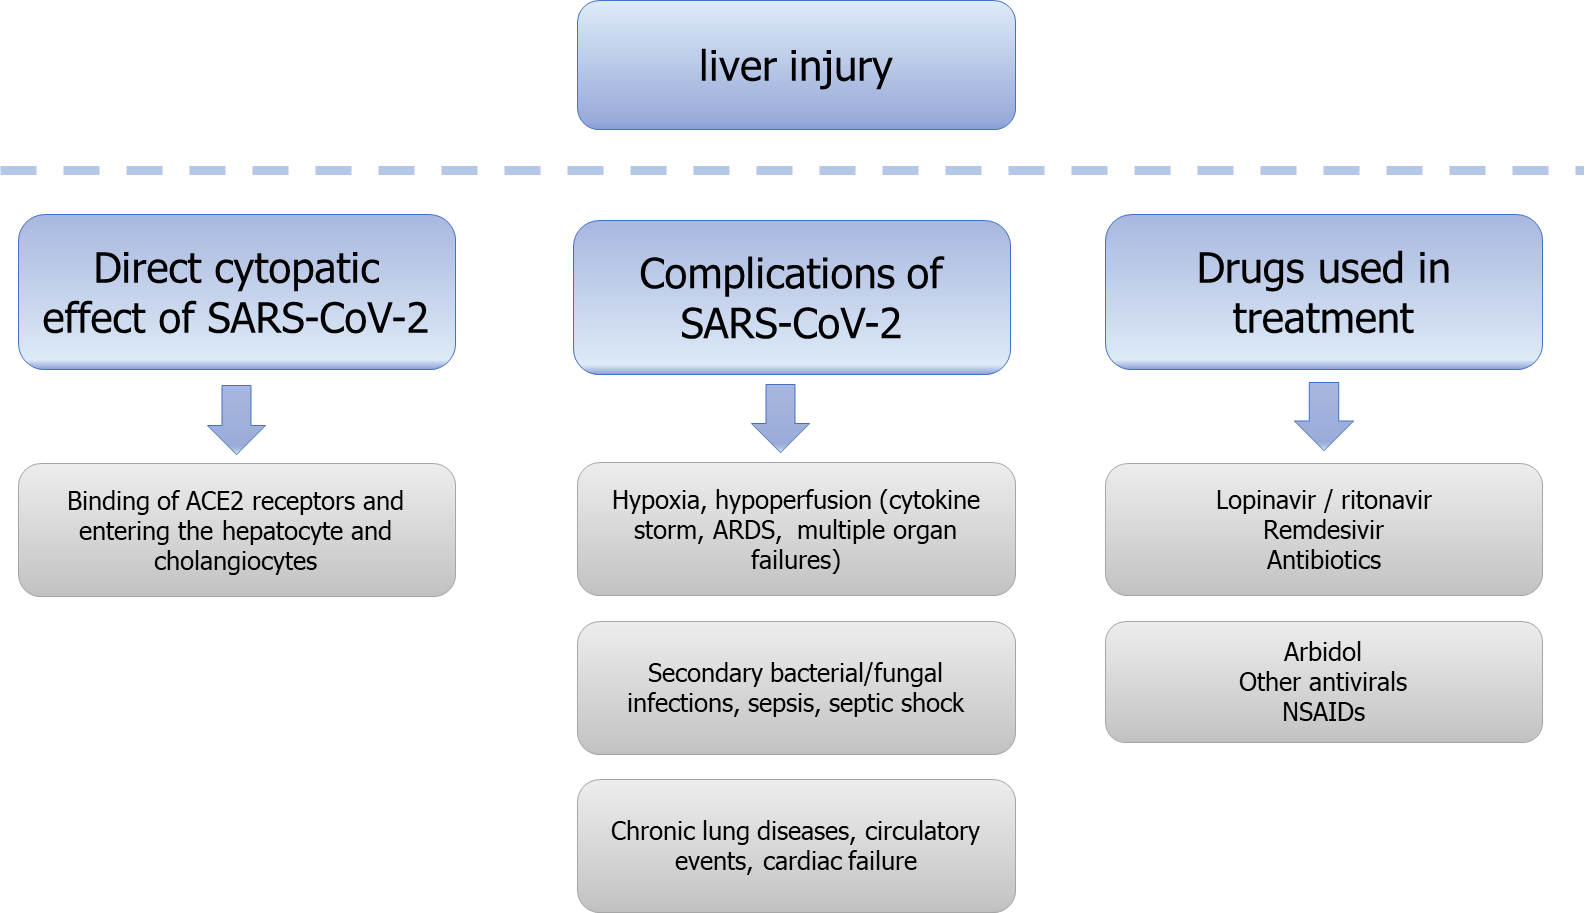 liver injury
Direct cytopatic
effect of SARS-CoV-2
Binding of ACE2 receptors and
entering the hepatocyte and
cholangiocytes
Complications of
SARS-CoV-2
Hypoxia, hypoperfusion (cytokine
storm, ARDS, multiple organ
failures)
Secondary bacterial/fungal
infections, sepsis, septic shock
Chronic lung diseases, circulatory
events, cardiac failure
Drugs used in
treatment
Lopinavir / ritonavir
Remdesivir
Antibiotics
Arbidol
Other antivirals
NSAIDs